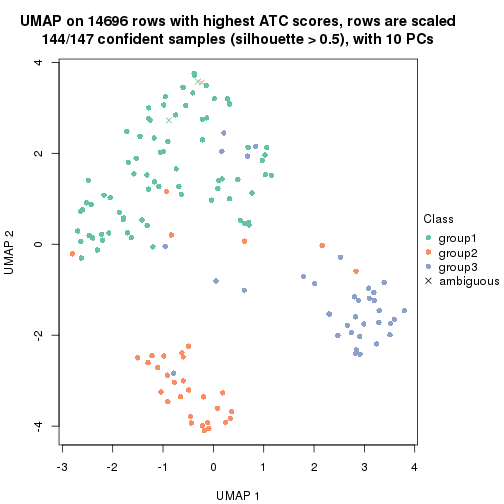 UMAP on 14696 rows with highest ATC scores, rows are scaled
144/147 confident samples (silhouette > 0.5), with 10 PCs
4
2
0
-2
-4
UMAP 2
-3
-2
-1
0
1
2
3
4
UMAP 1
Class
group1
group2
group3
ambiguous